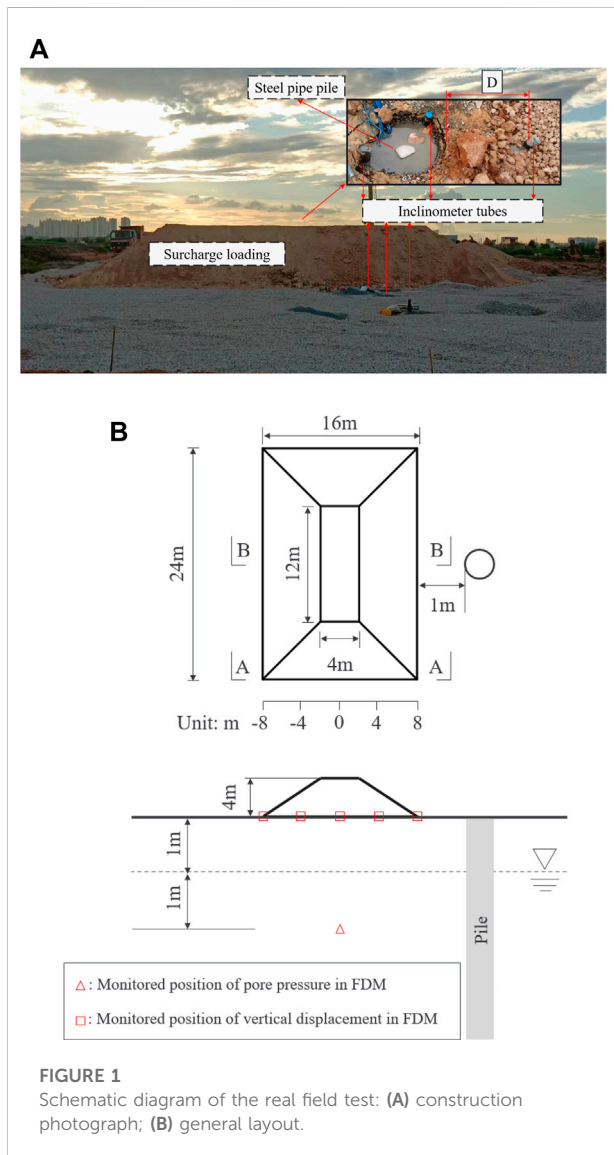 A
Steel pipe pile
D
Inclinometer tubes
Surcharge loading
B
16m
24m
12m
B
B
1m
4m
A
A
Unit: m -8 -4 0 4 8
4m
1m
1m
Pile
△: Monitored position of pore pressure in FDM
□: Monitored position of vertical displacement in FDM
FIGURE 1
Schematic diagram of the real field test: (A) construction
photograph; (B) general layout.